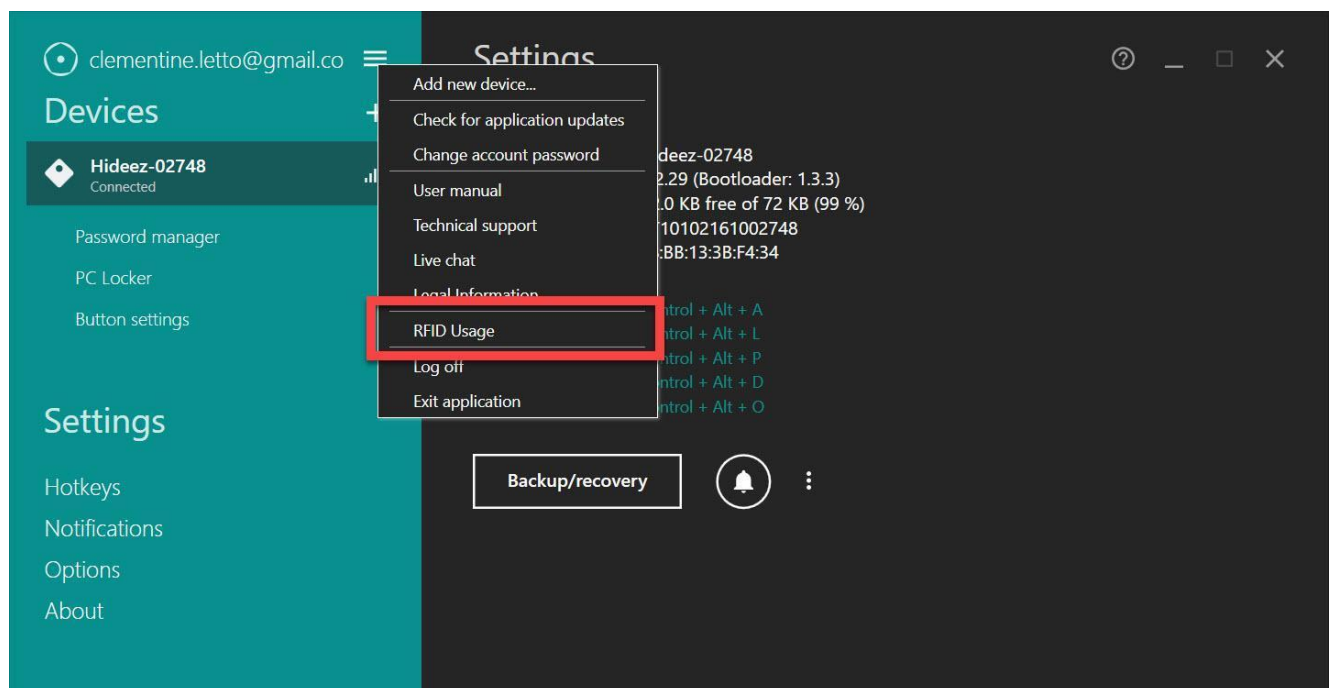 clementine.letto@gmail.co
Devices
+
Hideez-02748
Connected
Password manager
PC Locker
Button settings
Settings
Hotkeys
Notifications
Options
About
Settings
Add new device...
Check for application updates
Change account password
User manual
Technical support
Live chat
Legal Information
RFID Usage
Log off
Exit application
deez-02748
2.29 (Bootloader: 1.3.3)
.0 KB free of 72 KB (99 %)
10102161002748
:BB:13:3B:F4:34
ntrol + Alt + A
ntrol + Alt + L
ntrol + Alt + P
ntrol + Alt + D
ntrol + Alt + O
Backup/recovery